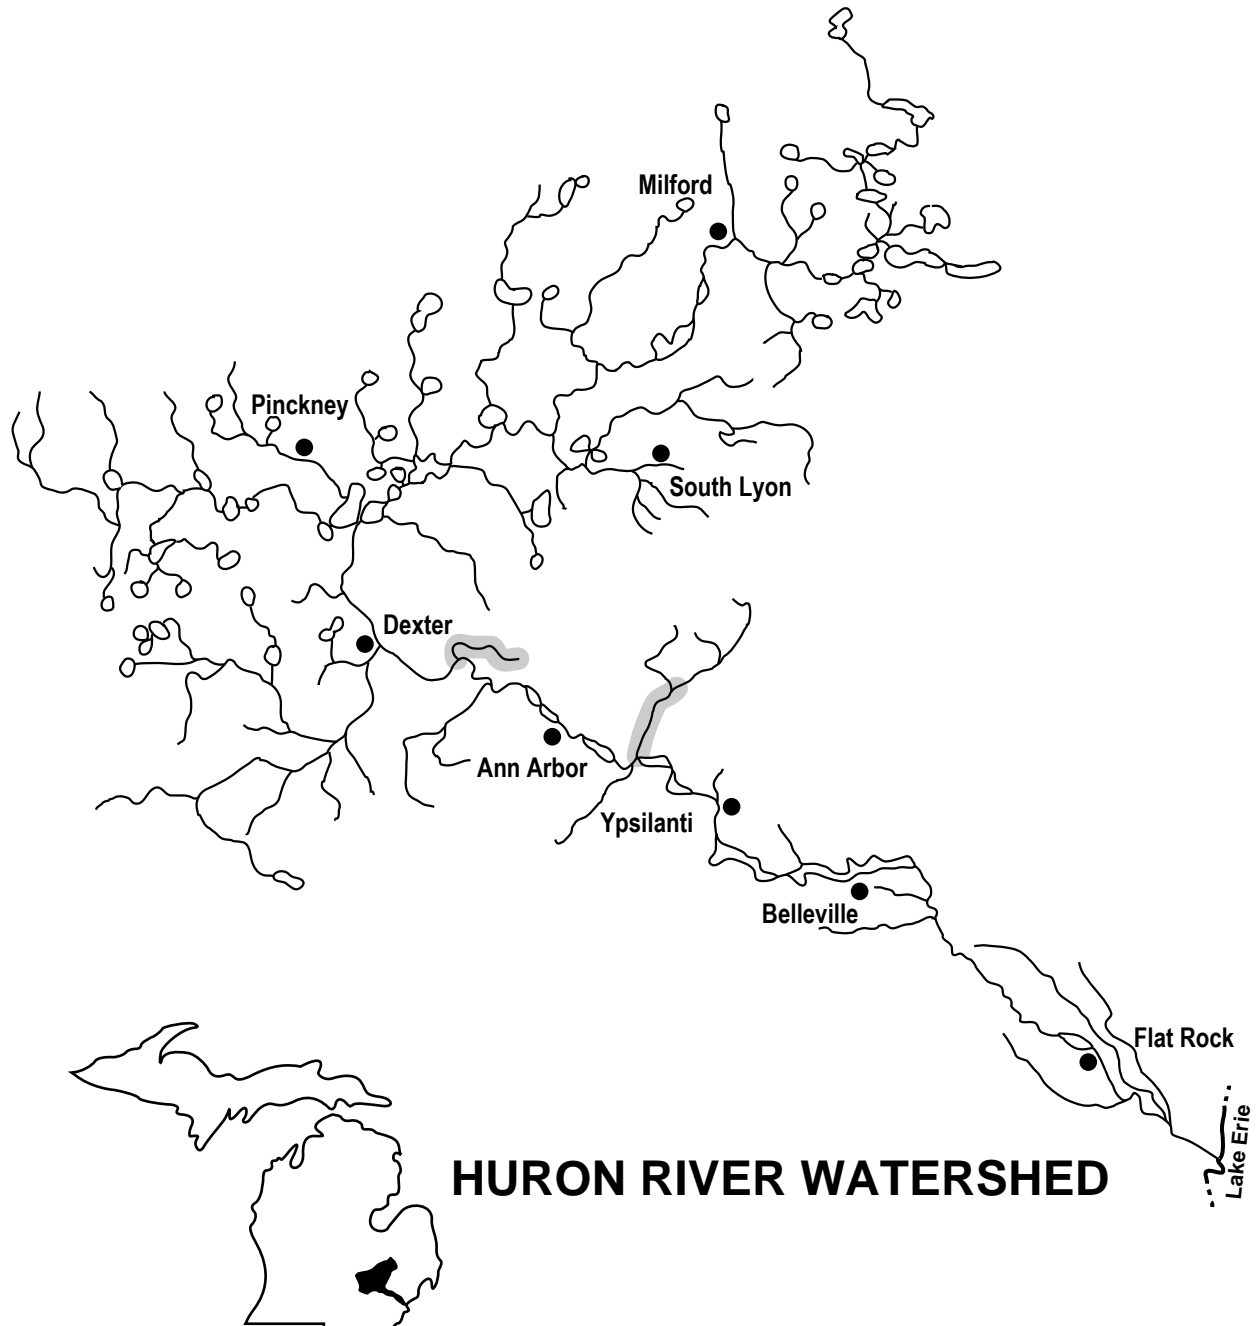 Milford
Pinckney
South Lyon
Dexter
Ann Arbor
Ypsilanti
Belleville
Flat Rock
Lake Erie
HURON RIVER WATERSHED